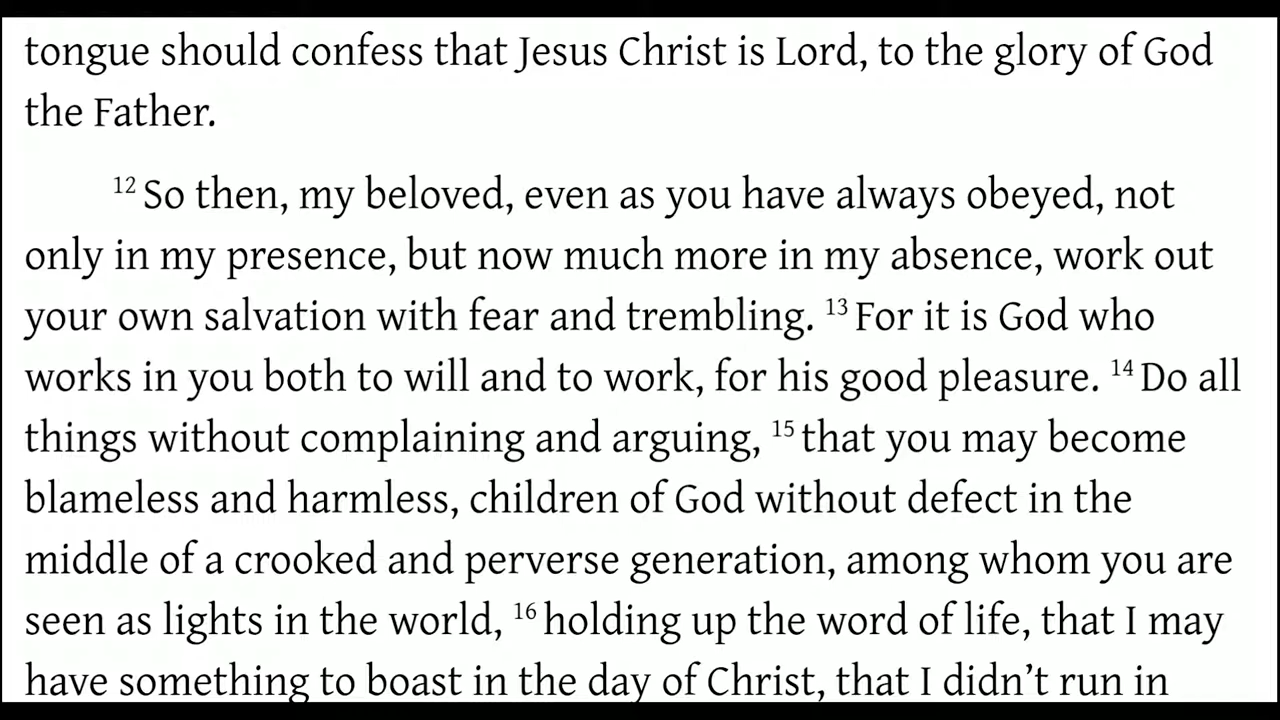 tongue should confess that Jesus Christ is Lord, to the glory of God
the Father.
12 So then, my beloved, even as you have always obeyed, not
only in my presence, but now much more in my absence, work out
your own salvation with fear and trembling. 13 For it is God who
works in you both to will and to work, for his good pleasure. 14 Do all
things without complaining and arguing, 15 that you may become
blameless and harmless, children of God without defect in the
middle of a crooked and perverse generation, among whom you are
seen as lights in the world, 16 holding up the word of life, that I may
have something to boast in the day of Christ, that I didn’t run in